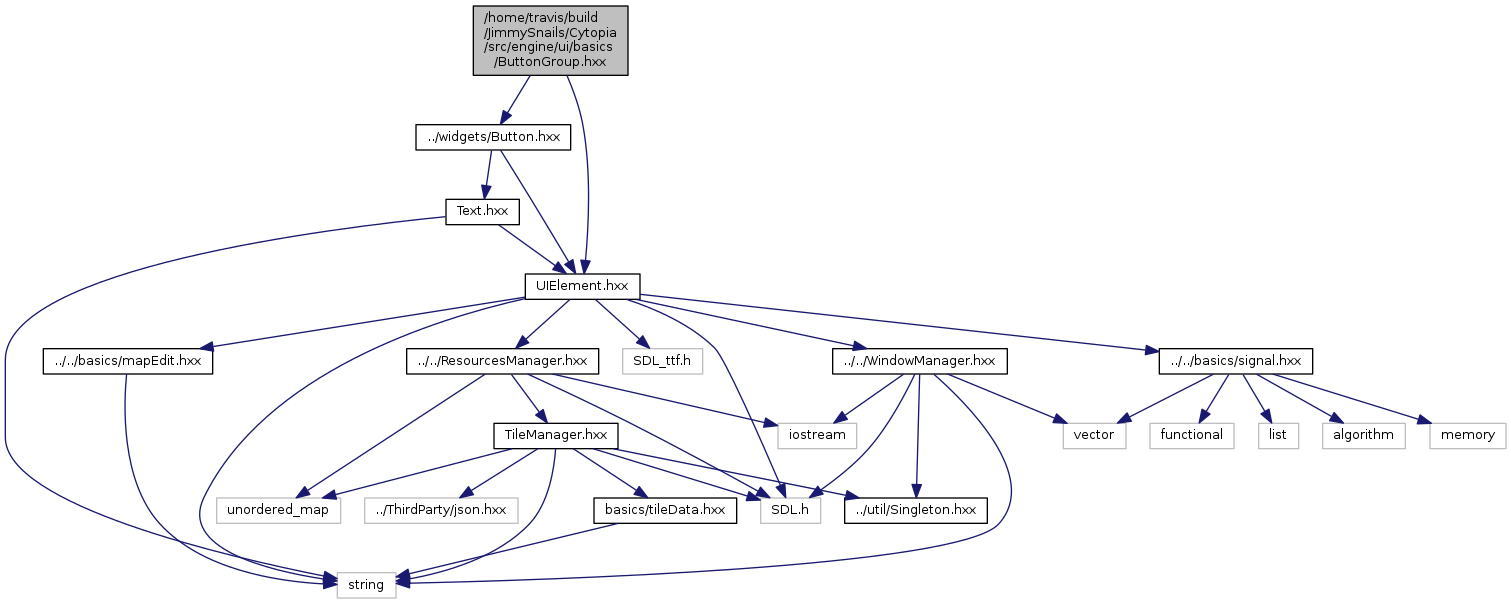 /home/travis/build
/JimmySnails/Cytopia
/src/engine/ui/basics
/ButtonGroup.hxx
../widgets/Button.hxx
Text.hxx
UIElement.hxx
../../basics/mapEdit.hxx
../../ResourcesManager.hxx
SDL_ttf.h
../../WindowManager.hxx
../../basics/signal.hxx
TileManager.hxx
iostream
vector
functional
list
algorithm
memory
unordered_map
../ThirdParty/json.hxx
basics/tileData.hxx
SDL.h
../util/Singleton.hxx
string